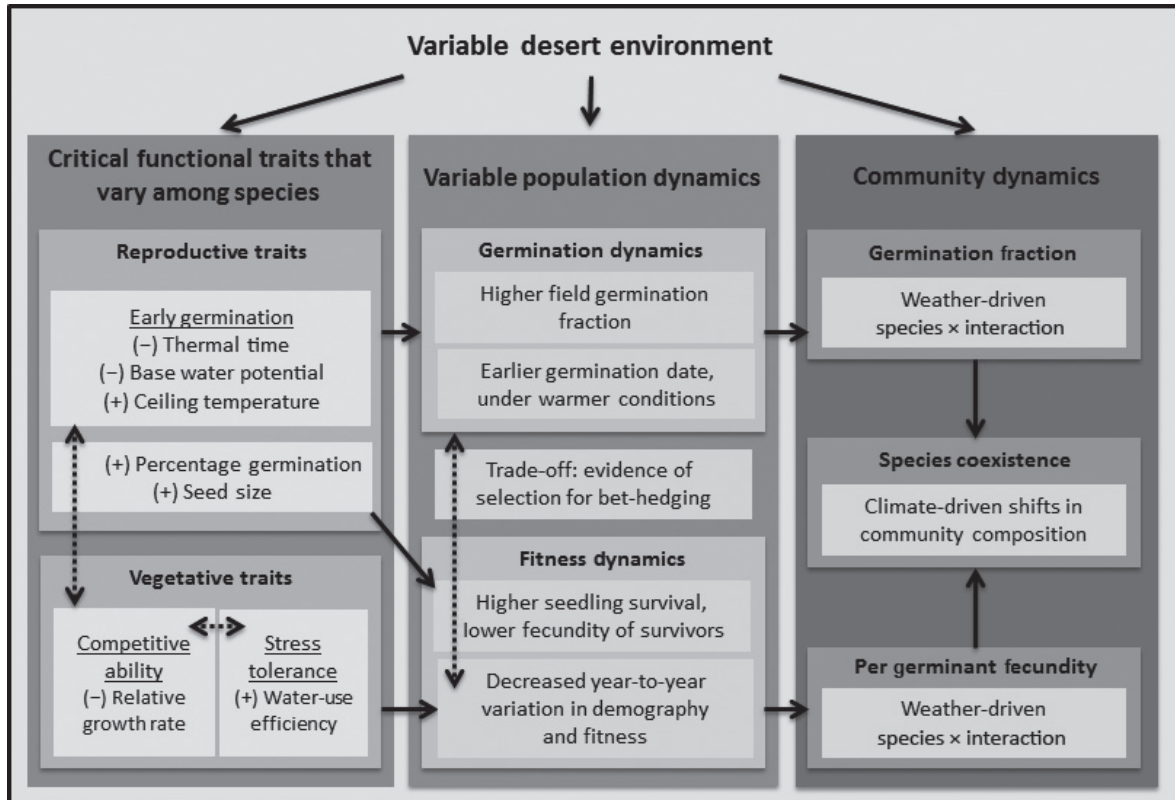 Variable desert environment
Critical functional traits that
vary among species
Reproductive traits
Early germination
(−) Thermal time
(−) Base water potential
(+) Ceiling temperature
(+) Percentage germination
(+) Seed size
Vegetative traits
Competitive
ability
(−) Relative
growth rate
Stress
tolerance
(+) Water-use
efficiency
Variable population dynamics
Germination dynamics
Higher field germination
fraction
Earlier germination date,
under warmer conditions
Trade-off: evidence of
selection for bet-hedging
Fitness dynamics
Higher seedling survival,
lower fecundity of survivors
Decreased year-to-year
variation in demography
and fitness
Community dynamics
Germination fraction
Weather-driven
species × interaction
Species coexistence
Climate-driven shifts in
community composition
Per germinant fecundity
Weather-driven
species × interaction